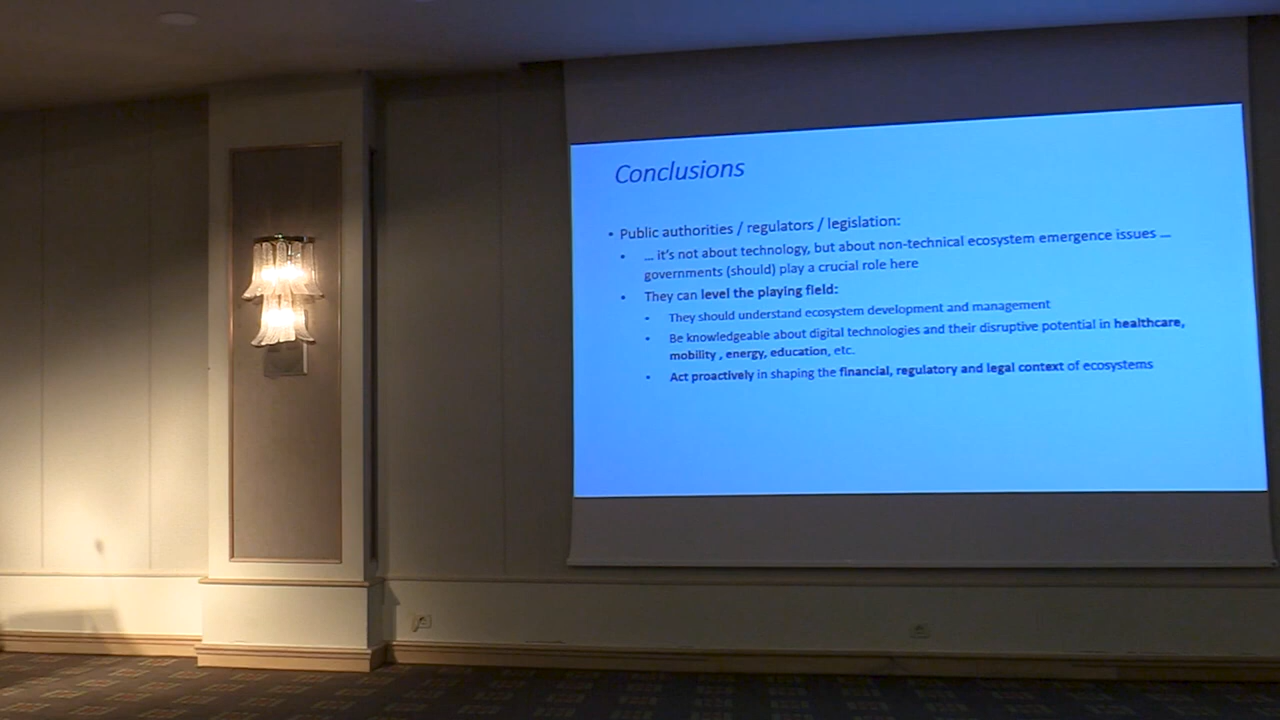 Conclusions
• Public authorities / regulators / legislation:
• ... it's not about technology, but about non-technical ecosystem emergence issues ...
governments (should) play a crucial role here
• They can level the playing field:
• They should understand ecosystem development and management
• Be knowledgeable about digital technologies and their disruptive potential in healthcare,
mobility , energy, education, etc.
• Act proactively in shaping the financial, regulatory and legal context of ecosystems